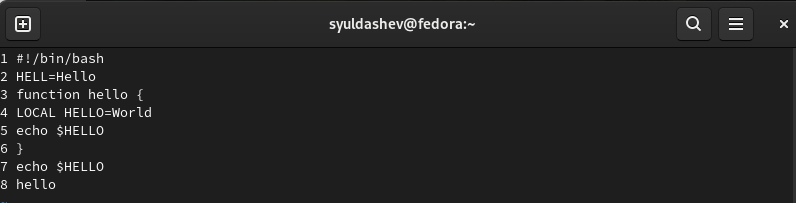 syuldashev@fedora:~
1 #!/bin/bash
2 HELL=Hello
3 function hello {
4 LOCAL HELLO=World
5 echo $HELLO
6 }
7 echo $HELLO
8 hello